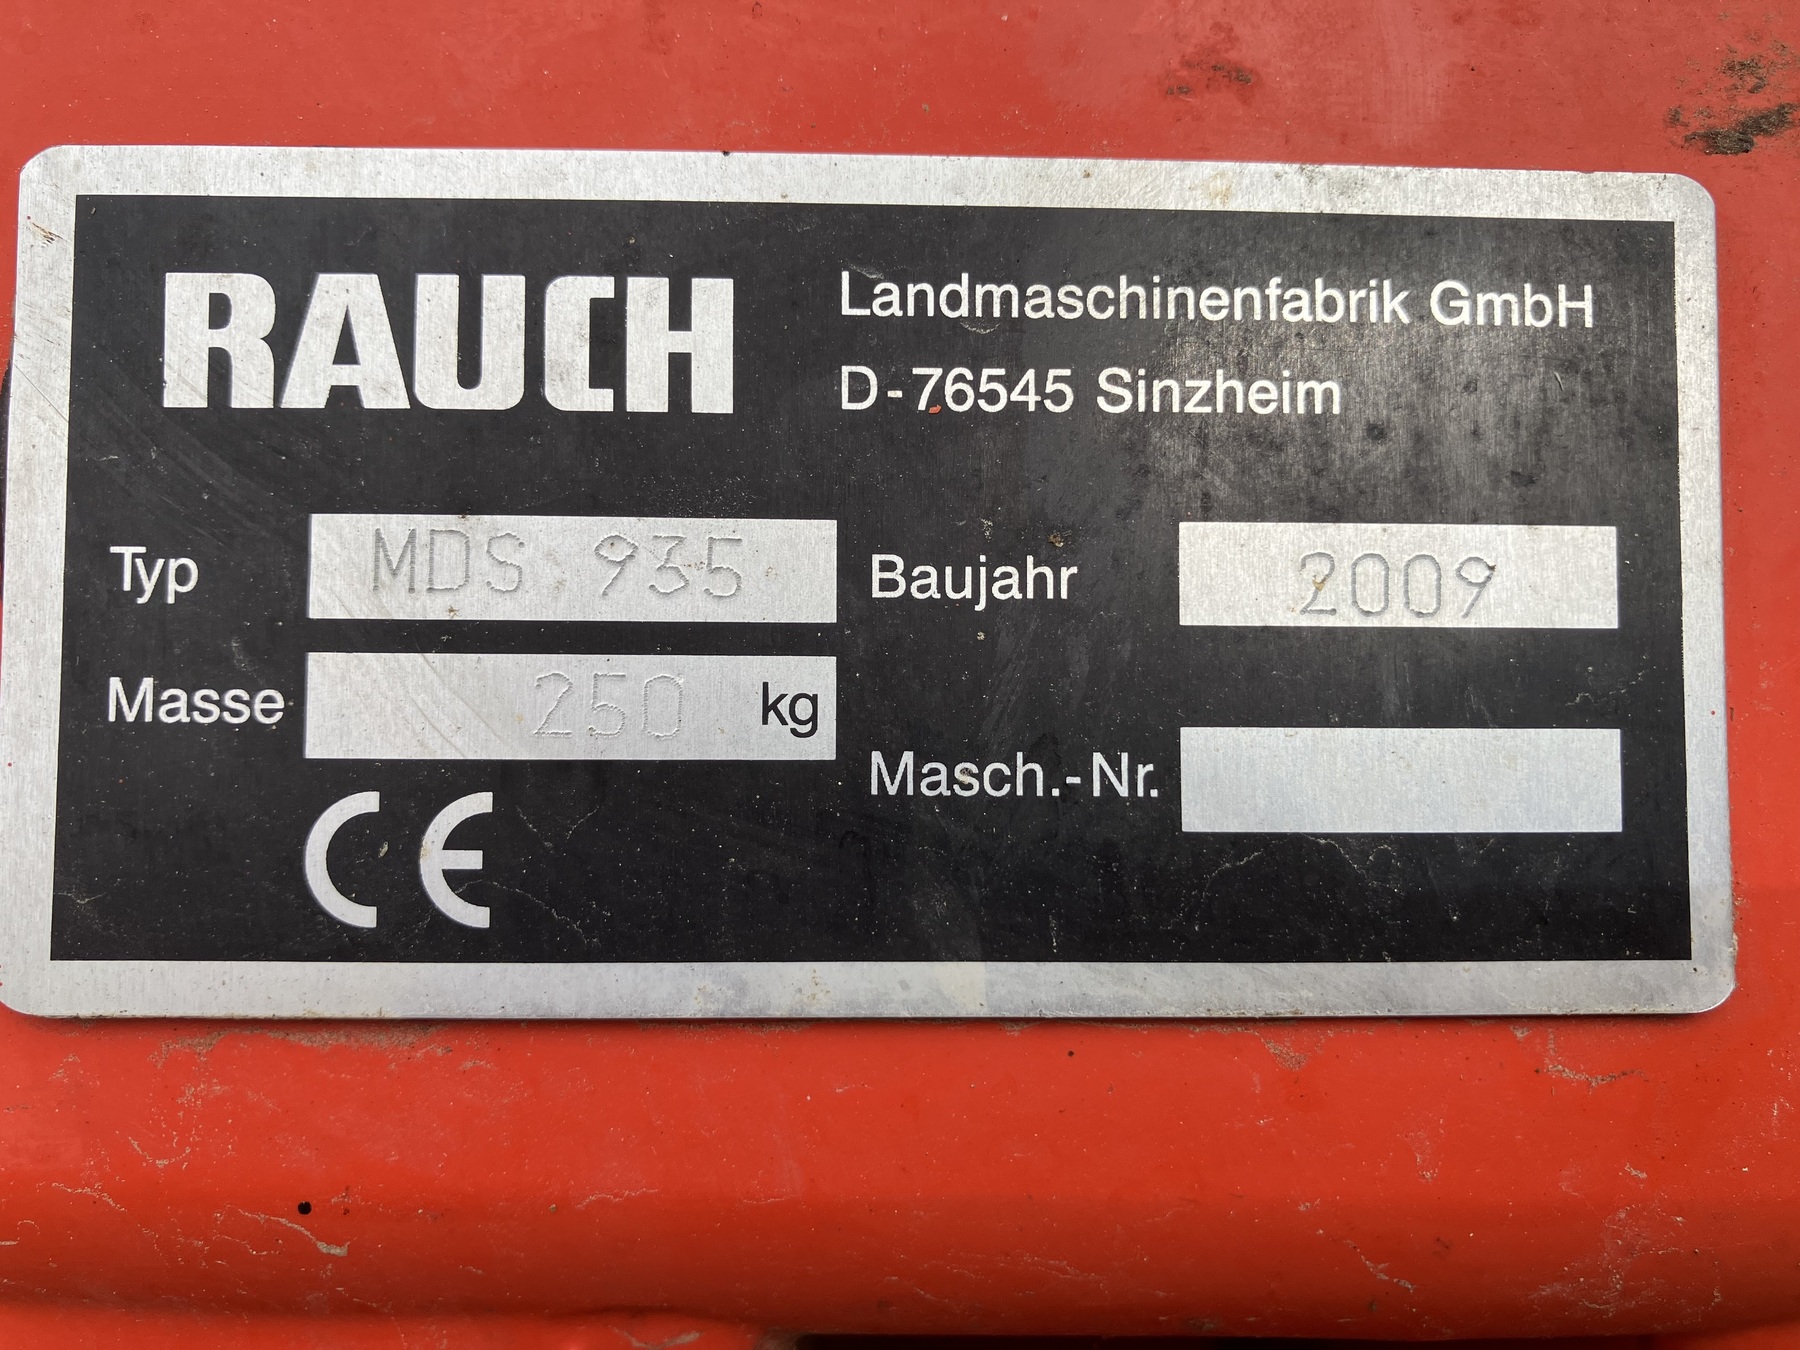 RAUCH
Landmaschinenfabrik GmbH
D-76545 Sinzheim
Typ MDS 935
Baujahr 2009
Masse 250 kg
Masch.-Nr.
CE